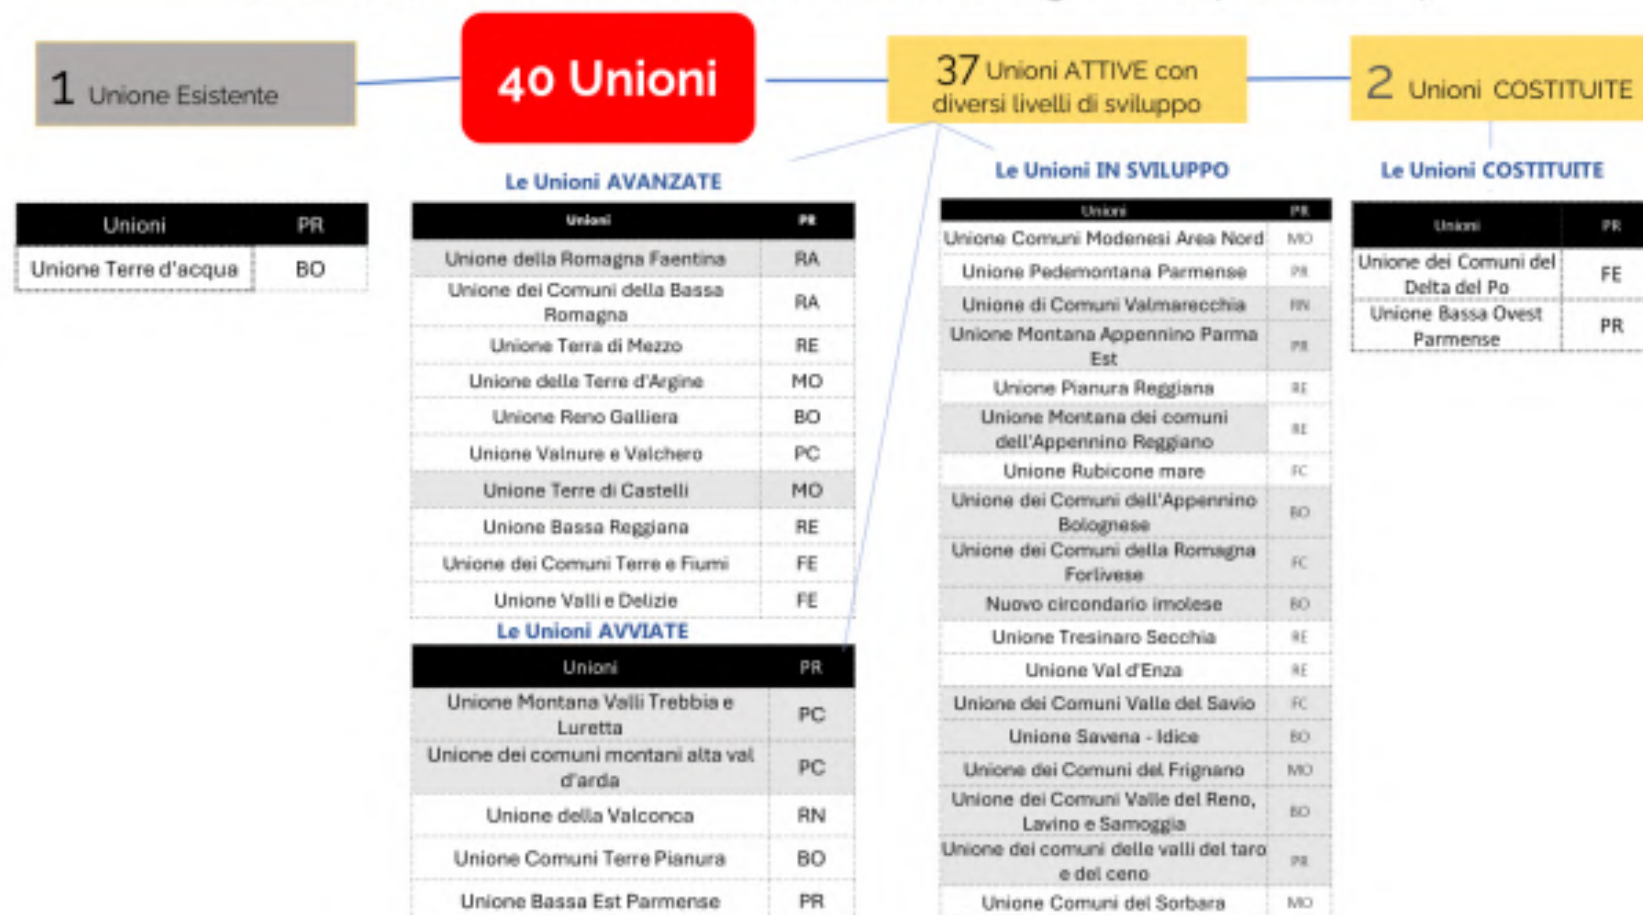 1 Unione Esistente
40 Unioni
37 Unioni ATTIVE con
diversi livelli di sviluppo
2 Unioni COSTITUITE
Unioni PR
Unione Terre d'acqua BO
Le Unioni AVANZATE
Unioni PR
Unione della Romagna Faentina RA
Unione dei Comuni della Bassa
Romagna RA
Unione Terra di Mezzo RE
Unione delle Terre d'Argine MO
Unione Reno Galliera BO
Unione Valnure e Valchero PC
Unione Terre di Castelli MO
Unione Bassa Reggiana RE
Unione dei Comuni Terre e Fiumi FE
Unione Valli e Delizie FE
Le Unioni AVVIATE
Unioni PR
Unione Montana Valli Trebbia e
Luretta PC
Unione dei comuni montani alta val
d'arda PC
Unione della Valconca RN
Unione Comuni Terre Pianura BO
Unione Bassa Est Parmense PR
Le Unioni IN SVILUPPO
Unioni PR
Unione Comuni Modenesi Area Nord MO
Unione Pedemontana Parmense PR
Unione di Comuni Valmarecchia RN
Unione Montana Appennino Parma
Est PR
Unione Pianura Reggiana RE
Unione Montana dei comuni
dell'Appennino Reggiano RE
Unione Rubicone mare FC
Unione dei Comuni dell'Appennino
Bolognese BO
Unione dei Comuni della Romagna
Forlivese FC
Nuovo circondario imolese BO
Unione Tresinaro Secchia RE
Unione Val d'Enza RE
Unione dei Comuni Valle del Savio FC
Unione Savena - Idice BO
Unione dei Comuni del Frignano MO
Unione dei Comuni Valle del Reno,
Lavino e Samoggia BO
Unione dei comuni delle valli del taro
e del ceno PR
Unione Comuni del Sorbara MO
Le Unioni COSTITUITE
Unioni PR
Unione dei Comuni del
Delta del Po FE
Unione Bassa Ovest
Parmense PR